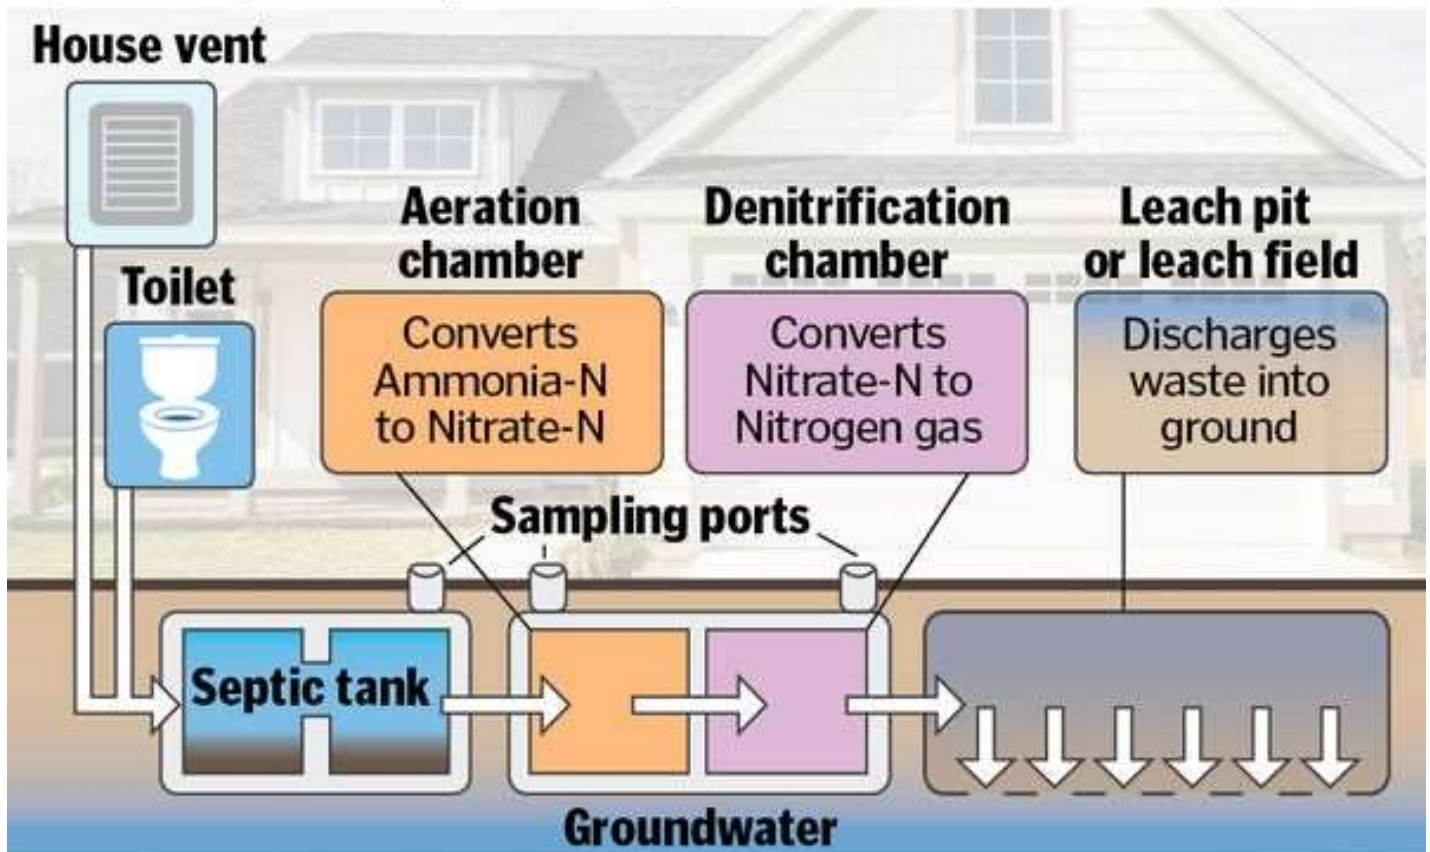 House vent
Toilet
Aeration
chamber
Converts
Ammonia-N
to Nitrate-N
Denitrification
chamber
Converts
Nitrate-N to
Nitrogen gas
Leach pit
or leach field
Discharges
waste into
ground
Sampling ports
Septic tank
Groundwater